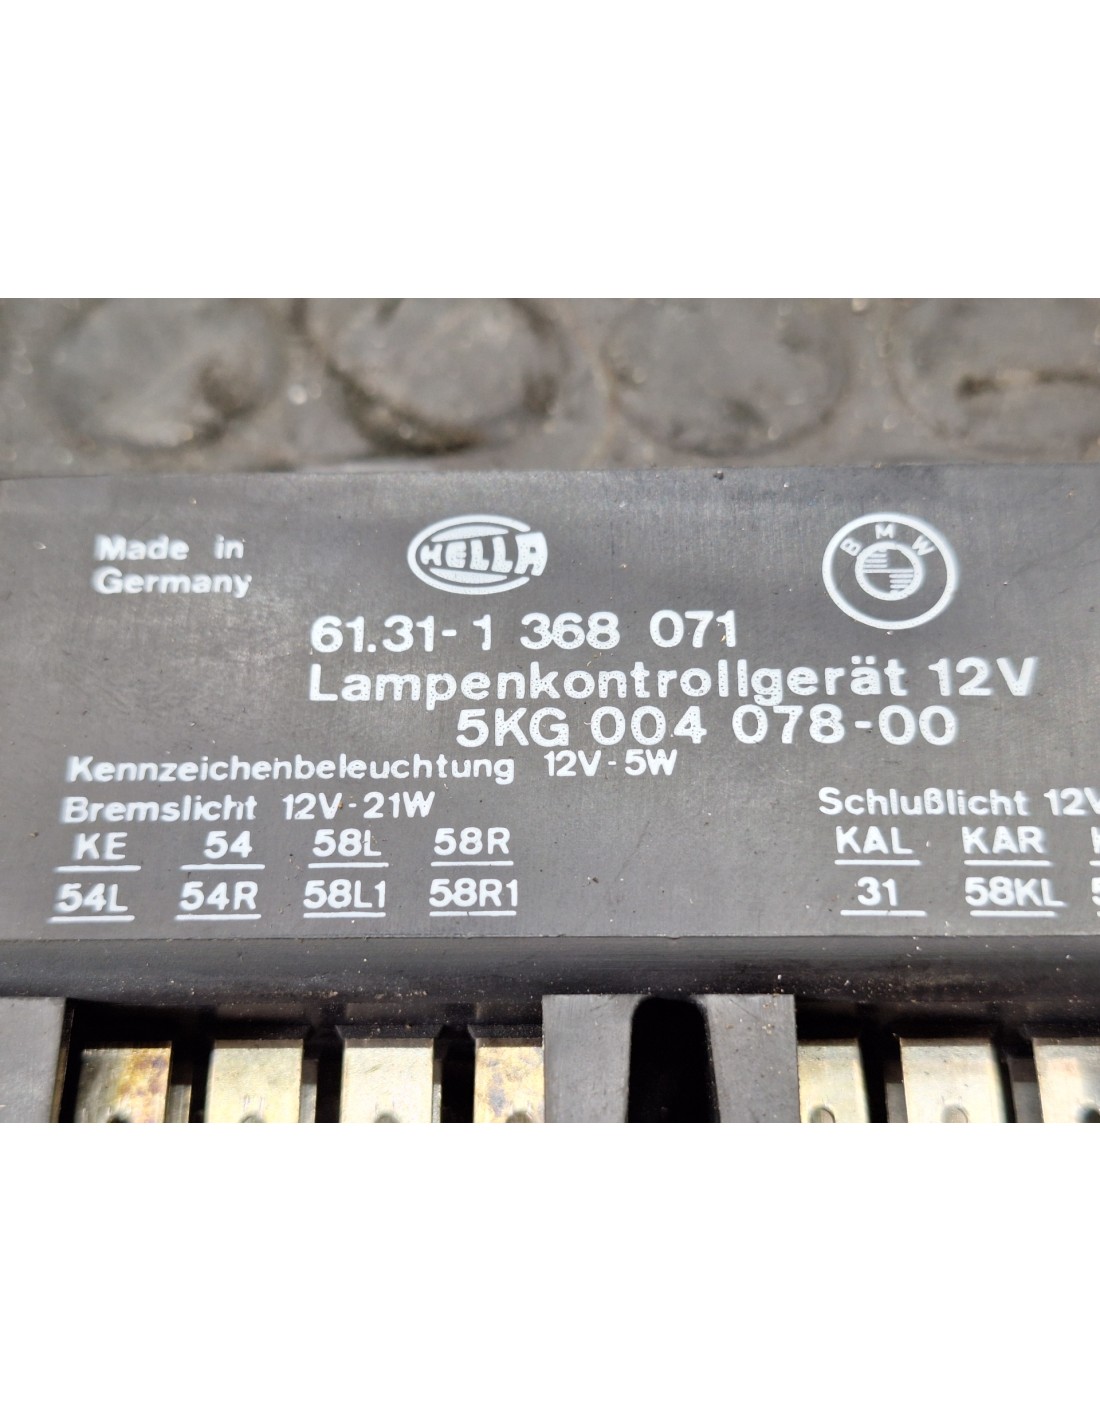 Made in
Germany
HELLA
BMW
61.31-1 368 071
Lampenkontrollgerät 12V
5KG 004 078-00
Kennzeichenbeleuchtung 12V-5W
Bremslicht 12V-21W
Schlußlicht 12V
KE 54 58L 58R KAL KAR
54L 54R 58L1 58R1 31 58KL